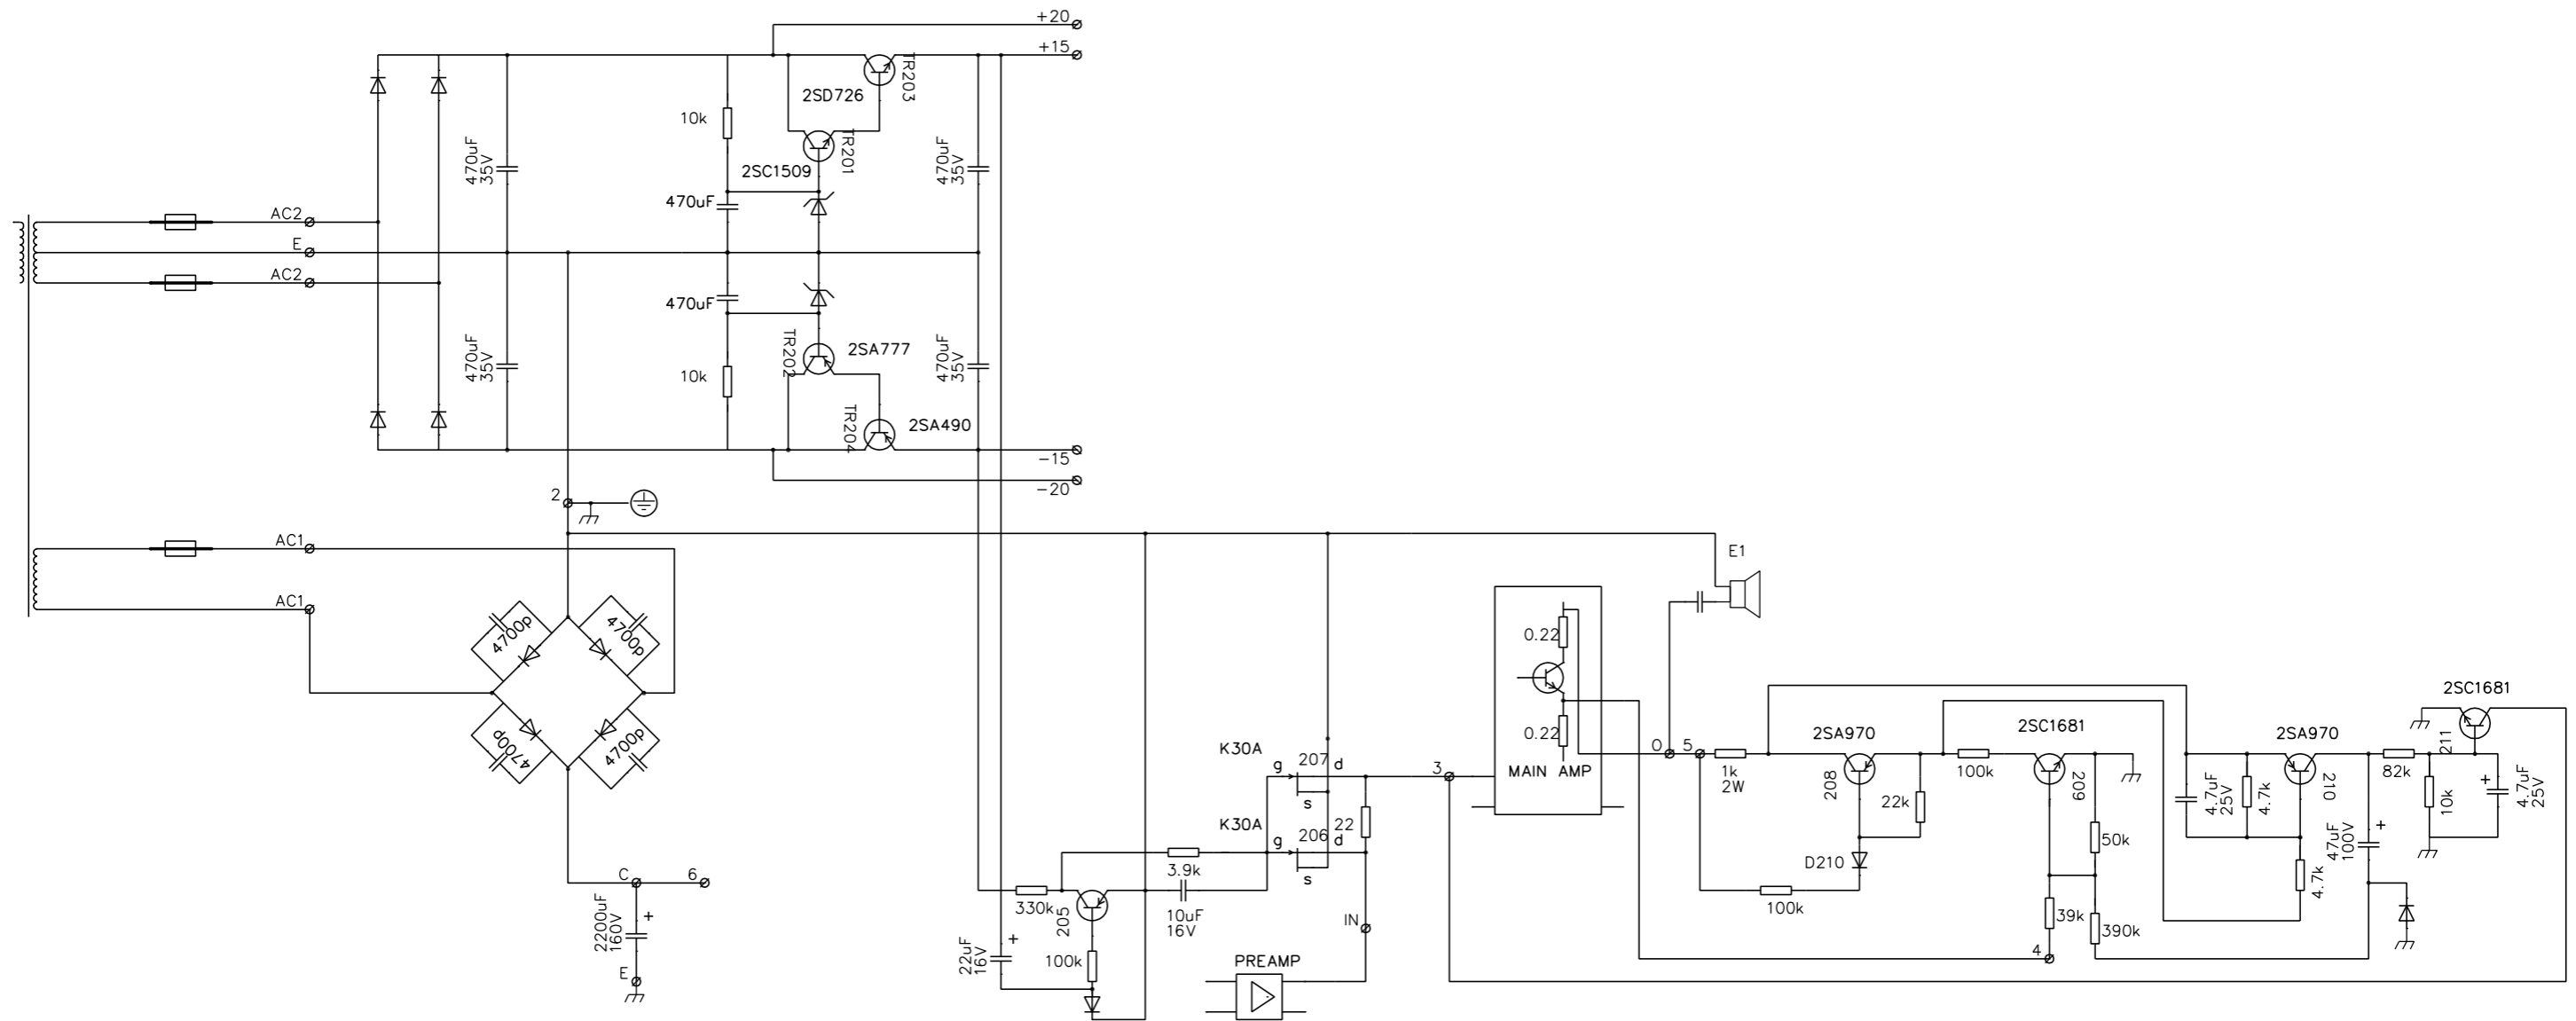 +20
+15
TR203
2SD726
10k
TR201
470uF
35V
470uF
35V
2SC1509
470uF
AC2
E
AC2
470uF
TR202
2SA777
470uF
35V
470uF
35V
10k
TR204
2SA490
-15
-20
2
AC1
E1
AC1
4700p
4700p
0.22
2SC1681
4700p
4700p
K30A
207
g
d
s
0.22
MAIN AMP
3
O
5
1k
2W
2SA970
208
100k
2SC1681
209
2SA970
210
211
82k
22k
4.7uF
25V
4.7k
10k
4.7uF
25V
K30A
206
g
d
s
22
50k
47uF
100V
D210
3.9k
4.7k
C
6
330k
205
10uF
16V
100k
39k
390k
2200uF
160V
+
IN
+
+
+
22uF
16V
+
100k
PREAMP
4
E